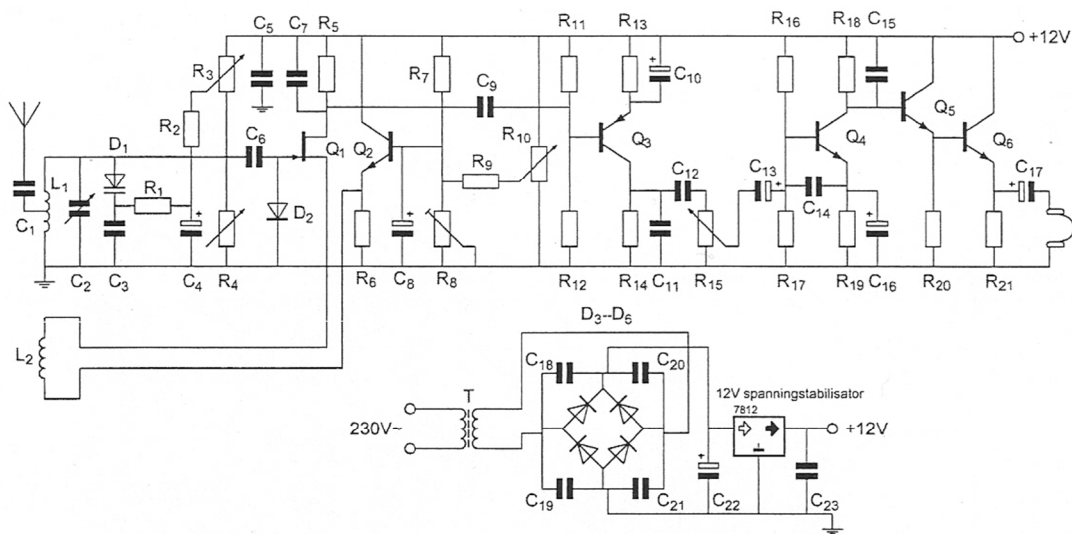 C5 C7 R5 R11 R13 R16 R18 C15
+12V
R3 R7 C9 + C10
R2 D1 C6 Q1 Q2 R10 Q3 Q4 Q5 Q6
L1 R1 R9 C12 C13 + C17 +
C1 + D2 C14 +
C2 C3 C4 R4 R6 C8 R8 R12 R14 C11 R15 R17 R19 C16 R20 R21
D3--D6
L2 C18 C20
T 12V spanningstabilisator
7812
230V~ +12V
+
C19 C21 C22 C23